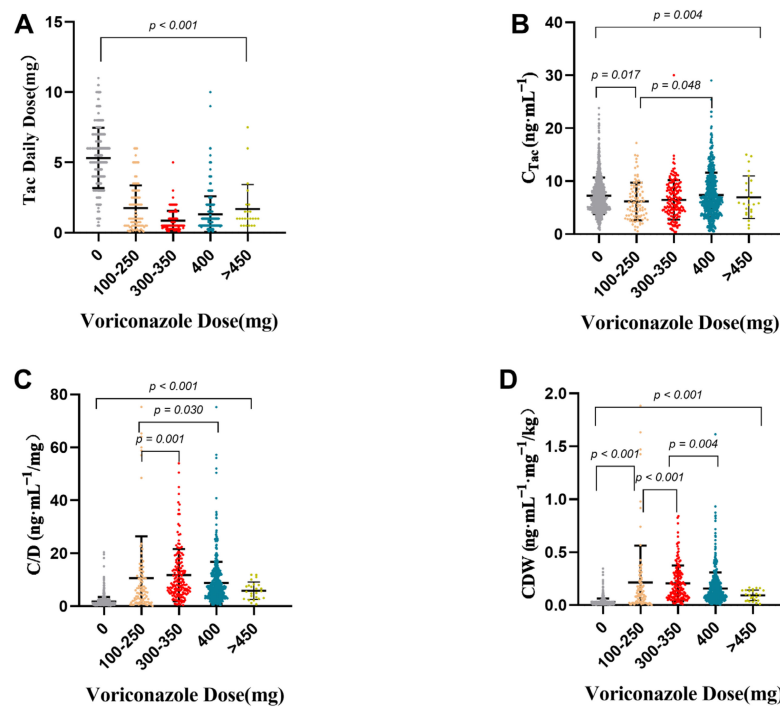 A
p < 0.001
15
10
5
0
Tac Daily Dose(mg)
0
100-250
300-350
400
>450
Voriconazole Dose(mg)
B
p = 0.004
p = 0.017
p = 0.048
40
30
20
10
0
C_Tac (ng·mL⁻¹)
0
100-250
300-350
400
>450
Voriconazole Dose(mg)
C
p < 0.001
p = 0.030
p = 0.001
80
60
40
20
0
C/D (ng·mL⁻¹/mg)
0
100-250
300-350
400
>450
Voriconazole Dose(mg)
D
p < 0.001
p = 0.004
p < 0.001
p < 0.001
2.0
1.5
1.0
0.5
0.0
CDW (ng·mL⁻¹·mg⁻¹/kg)
0
100-250
300-350
400
>450
Voriconazole Dose(mg)